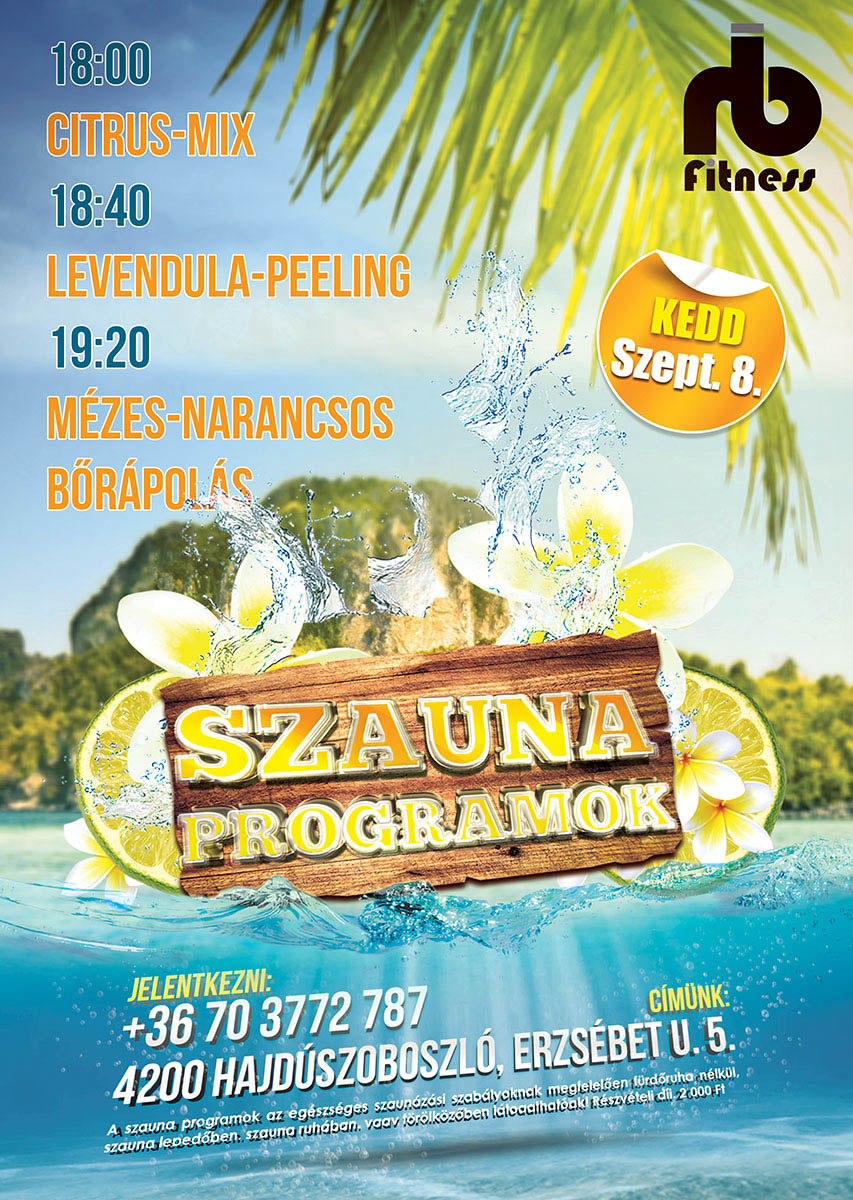 18:00
CITRUS-MIX
18:40
LEVENDULA-PEELING
19:20
MÉZES-NARANCSOS
BŐRÁPOLÁS
rb
Fitness
KEDD
Szept. 8.
SZAUNA
PROGRAMOK
JELENTKEZNI:
+36 70 3772 787
CÍMÜNK:
4200 HAJDÚSZOBOSZLÓ, ERZSÉBET U. 5.
A szauna programok az egészséges szaunázási szabályoknak megfelelően fürdőruha nélkül,
szauna lepedőben, szauna ruhában, vagy törölközőben látogathatóak! Részvételi díj: 2.000 Ft